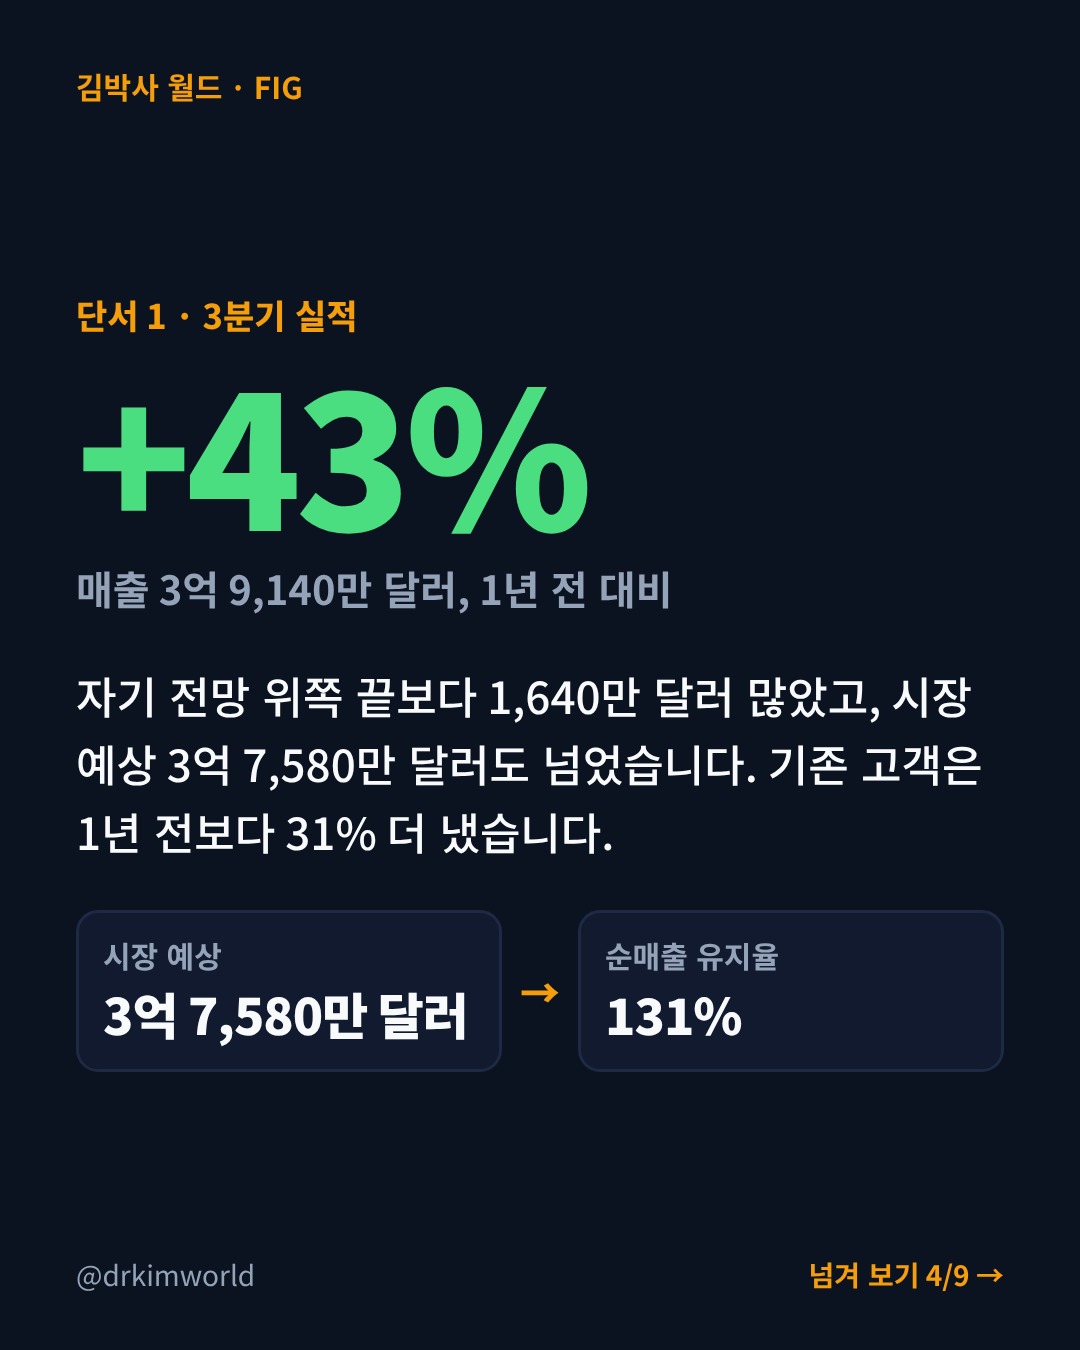 김박사 월드 · FIG
단서 1 · 3분기 실적
+43%
매출 3억 9,140만 달러, 1년 전 대비
자기 전망 위쪽 끝보다 1,640만 달러 많았고, 시장
예상 3억 7,580만 달러도 넘었습니다. 기존 고객은
1년 전보다 31% 더 냈습니다.
시장 예상
3억 7,580만 달러
→
순매출 유지율
131%
@drkimworld
넘겨 보기 4/9 →